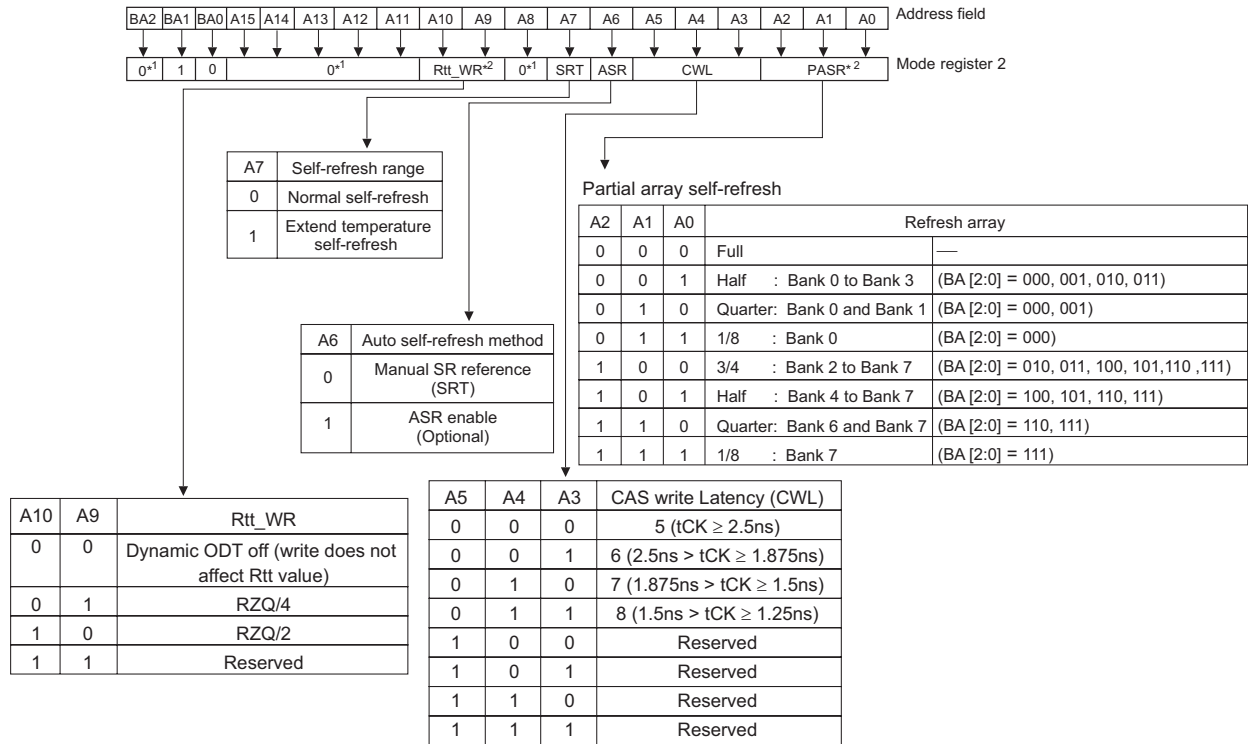 BA2 BA1 BA0 A15 A14 A13 A12 A11 A10 A9 A8 A7 A6 A5 A4 A3 A2 A1 A0 Address field
0*1 1 0 0*1 Rtt_WR*2 0*1 SRT ASR CWL PASR*2 Mode register 2
A7 Self-refresh range
0 Normal self-refresh
1 Extend temperature
self-refresh
Partial array self-refresh
A2 A1 A0 Refresh array
0 0 0 Full —
0 0 1 Half : Bank 0 to Bank 3 (BA [2:0] = 000, 001, 010, 011)
0 1 0 Quarter: Bank 0 and Bank 1 (BA [2:0] = 000, 001)
0 1 1 1/8 : Bank 0 (BA [2:0] = 000)
1 0 0 3/4 : Bank 2 to Bank 7 (BA [2:0] = 010, 011, 100, 101,110 ,111)
1 0 1 Half : Bank 4 to Bank 7 (BA [2:0] = 100, 101, 110, 111)
1 1 0 Quarter: Bank 6 and Bank 7 (BA [2:0] = 110, 111)
1 1 1 1/8 : Bank 7 (BA [2:0] = 111)
A6 Auto self-refresh method
0 Manual SR reference
(SRT)
1 ASR enable
(Optional)
A10 A9 Rtt_WR
0 0 Dynamic ODT off (write does not
affect Rtt value)
0 1 RZQ/4
1 0 RZQ/2
1 1 Reserved
A5 A4 A3 CAS write Latency (CWL)
0 0 0 5 (tCK ≥ 2.5ns)
0 0 1 6 (2.5ns > tCK ≥ 1.875ns)
0 1 0 7 (1.875ns > tCK ≥ 1.5ns)
0 1 1 8 (1.5ns > tCK ≥ 1.25ns)
1 0 0 Reserved
1 0 1 Reserved
1 1 0 Reserved
1 1 1 Reserved